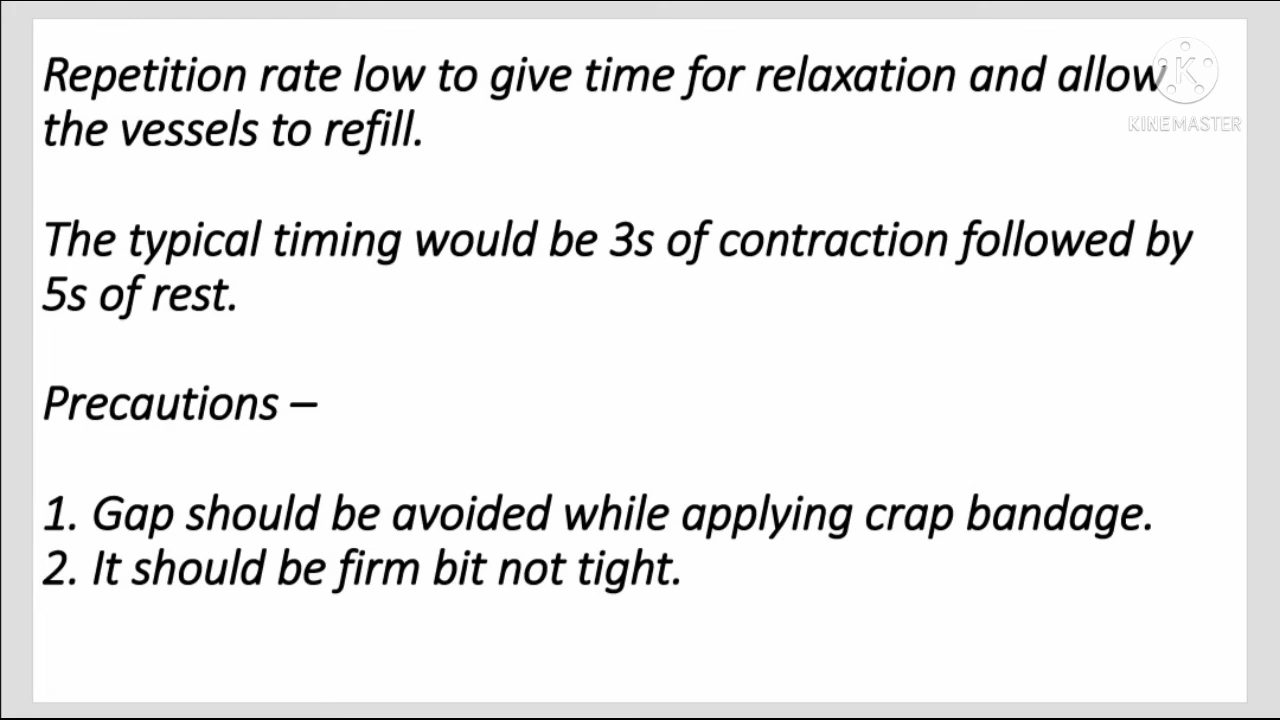 Repetition rate low to give time for relaxation and allow
the vessels to refill.
The typical timing would be 3s of contraction followed by
5s of rest.
Precautions –
1. Gap should be avoided while applying crap bandage.
2. It should be firm bit not tight.
K
KINEMASTER